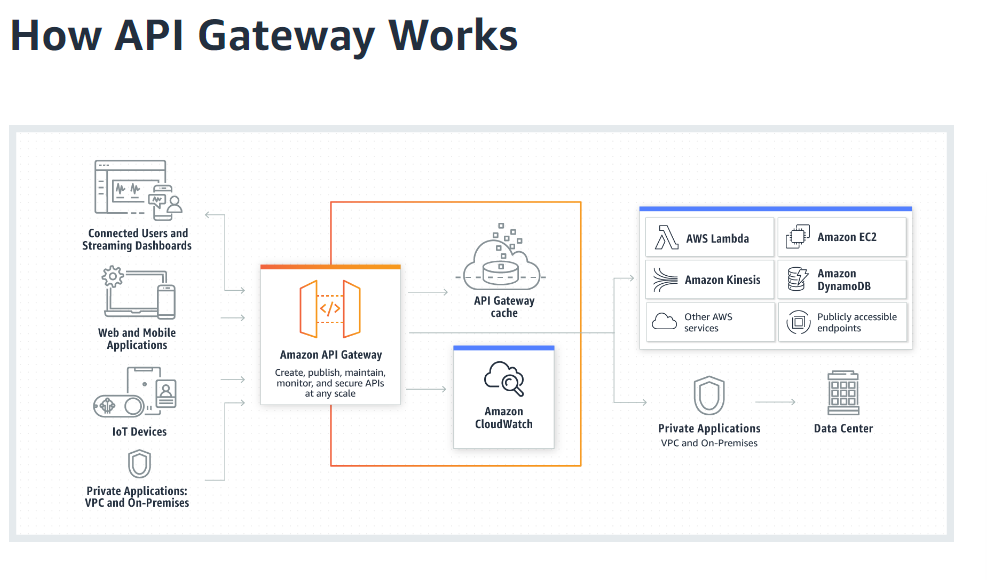 How API Gateway Works
Connected Users and
Streaming Dashboards
Web and Mobile
Applications
IoT Devices
Private Applications:
VPC and On-Premises
</>
Amazon API Gateway
Create, publish, maintain,
monitor, and secure APIs
at any scale
API Gateway
cache
Amazon
CloudWatch
AWS Lambda
Amazon EC2
Amazon Kinesis
Amazon
DynamoDB
Other AWS
services
Publicly accessible
endpoints
Private Applications
VPC and On-Premises
Data Center